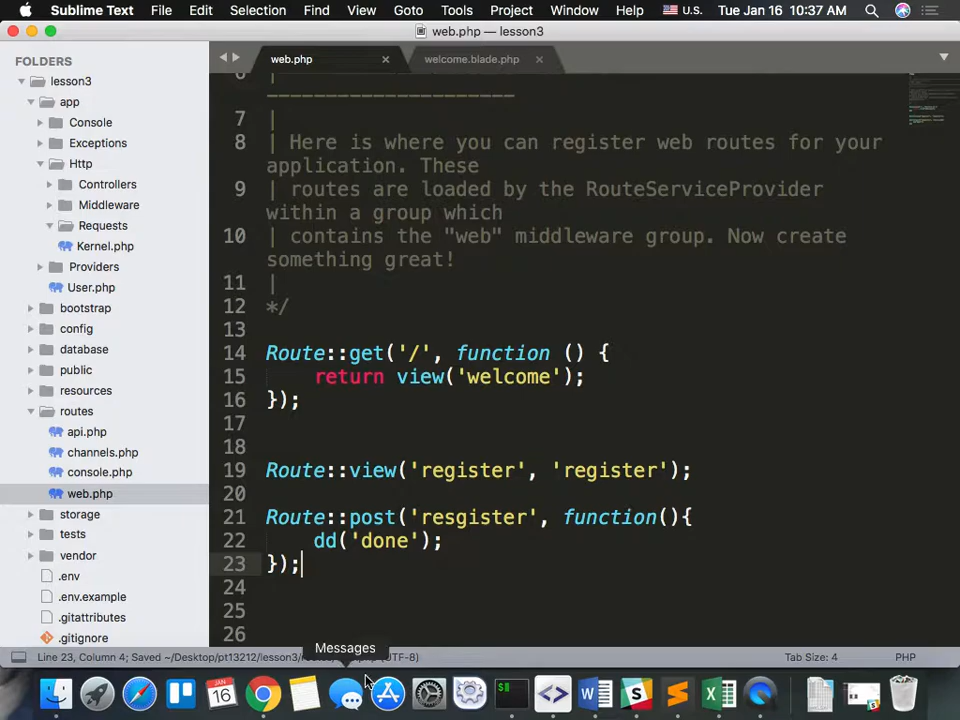 Sublime Text File Edit Selection Find View Goto Tools Project Window Help U.S. Tue Jan 16 10:37 AM
web.php — lesson3
FOLDERS
lesson3
app
Console
Exceptions
Http
Controllers
Middleware
Requests
Kernel.php
Providers
User.php
bootstrap
config
database
public
resources
routes
api.php
channels.php
console.php
web.php
storage
tests
vendor
.env
.env.example
.gitattributes
.gitignore
web.php welcome.blade.php
--------------------
7 |
8 | Here is where you can register web routes for your
application. These
9 | routes are loaded by the RouteServiceProvider
within a group which
10 | contains the "web" middleware group. Now create
something great!
11 |
12 */
13
14 Route::get('/', function () {
15 return view('welcome');
16 });
17
18
19 Route::view('register', 'register');
20
21 Route::post('resgister', function(){
22 dd('done');
23 });
24
25
26
Messages
Line 23, Column 4; Saved ~/Desktop/pt13212/lesson3/ (UTF-8) Tab Size: 4 PHP
JAN
16